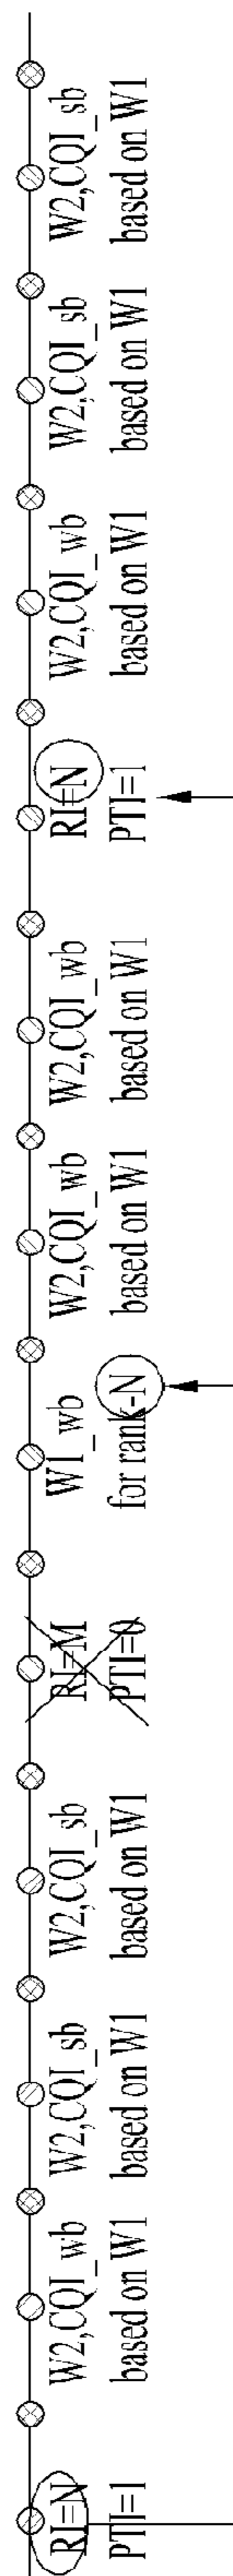 RI=N
PTI=1
W2,CQI_wb
based on W1
W2,CQI_sb
based on W1
W2,CQI_sb
based on W1
RI=M
PTI=0
W1_wb
for rank-N
W2,CQI_wb
based on W1
W2,CQI_wb
based on W1
RI=N
PTI=1
W2,CQI_wb
based on W1
W2,CQI_sb
based on W1
W2,CQI_sb
based on W1